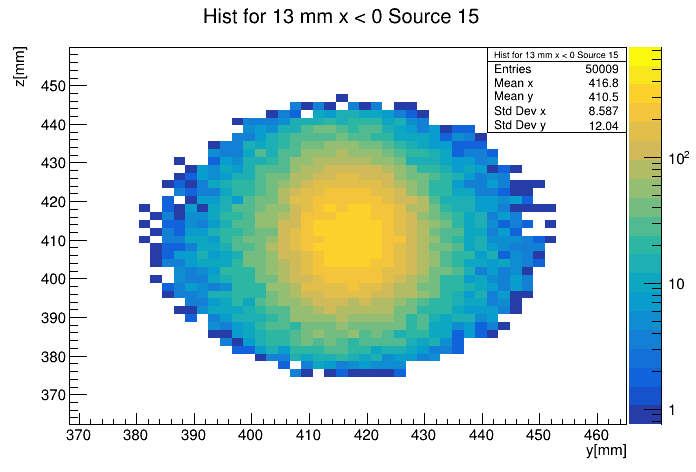 Hist for 13 mm x < 0 Source 15
z[mm]
Hist for 13 mm x < 0 Source 15
Entries 50009
Mean x 416.8
Mean y 410.5
Std Dev x 8.587
Std Dev y 12.04
450
440
430
420
410
400
390
380
370
10²
10
1
370 380 390 400 410 420 430 440 450 460
y[mm]